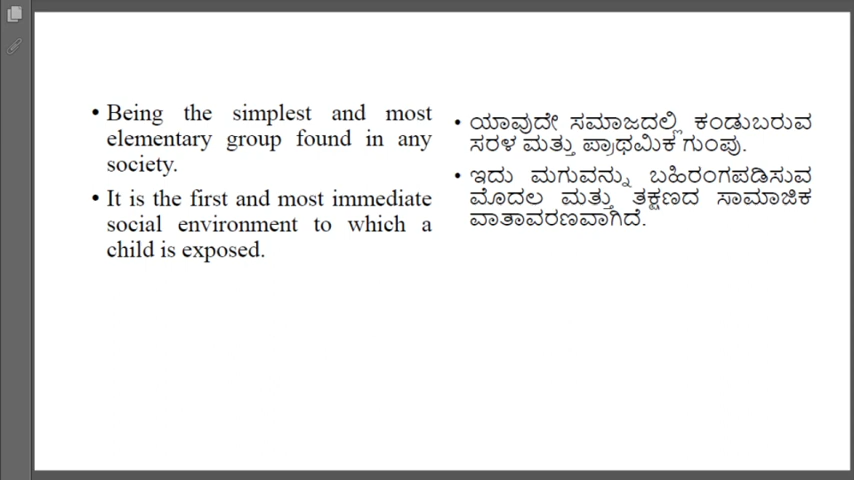 • Being the simplest and most
elementary group found in any
society.
• It is the first and most immediate
social environment to which a
child is exposed.
• ಯಾವುದೇ ಸಮಾಜದಲ್ಲಿ ಕಂಡುಬರುವ
ಸರಳ ಮತ್ತು ಪ್ರಾಥಮಿಕ ಗುಂಪು.
• ಇದು ಮಗುವನ್ನು ಬಹಿರಂಗಪಡಿಸುವ
ಮೊದಲ ಮತ್ತು ತಕ್ಷಣದ ಸಾಮಾಜಿಕ
ವಾತಾವರಣವಾಗಿದೆ.